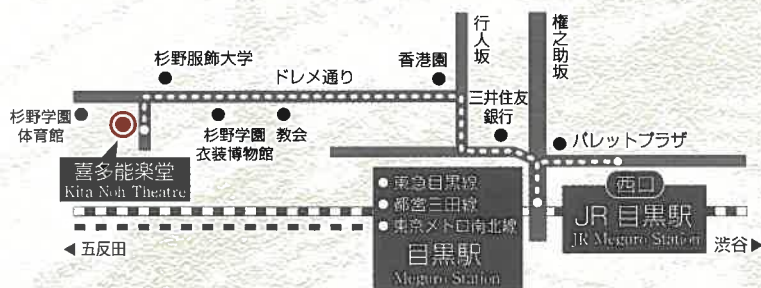 行人坂
権之助坂
杉野服飾大学
ドレメ通り
香港園
三井住友
銀行
パレットプラザ
杉野学園
体育館
杉野学園
衣装博物館
教会
喜多能楽堂
Kita Noh Theatre
西口
東急目黒線
都営三田線
東京メトロ南北線
目黒駅
Meguro Station
JR 目黒駅
JR Meguro Station
◀ 五反田
渋谷▶